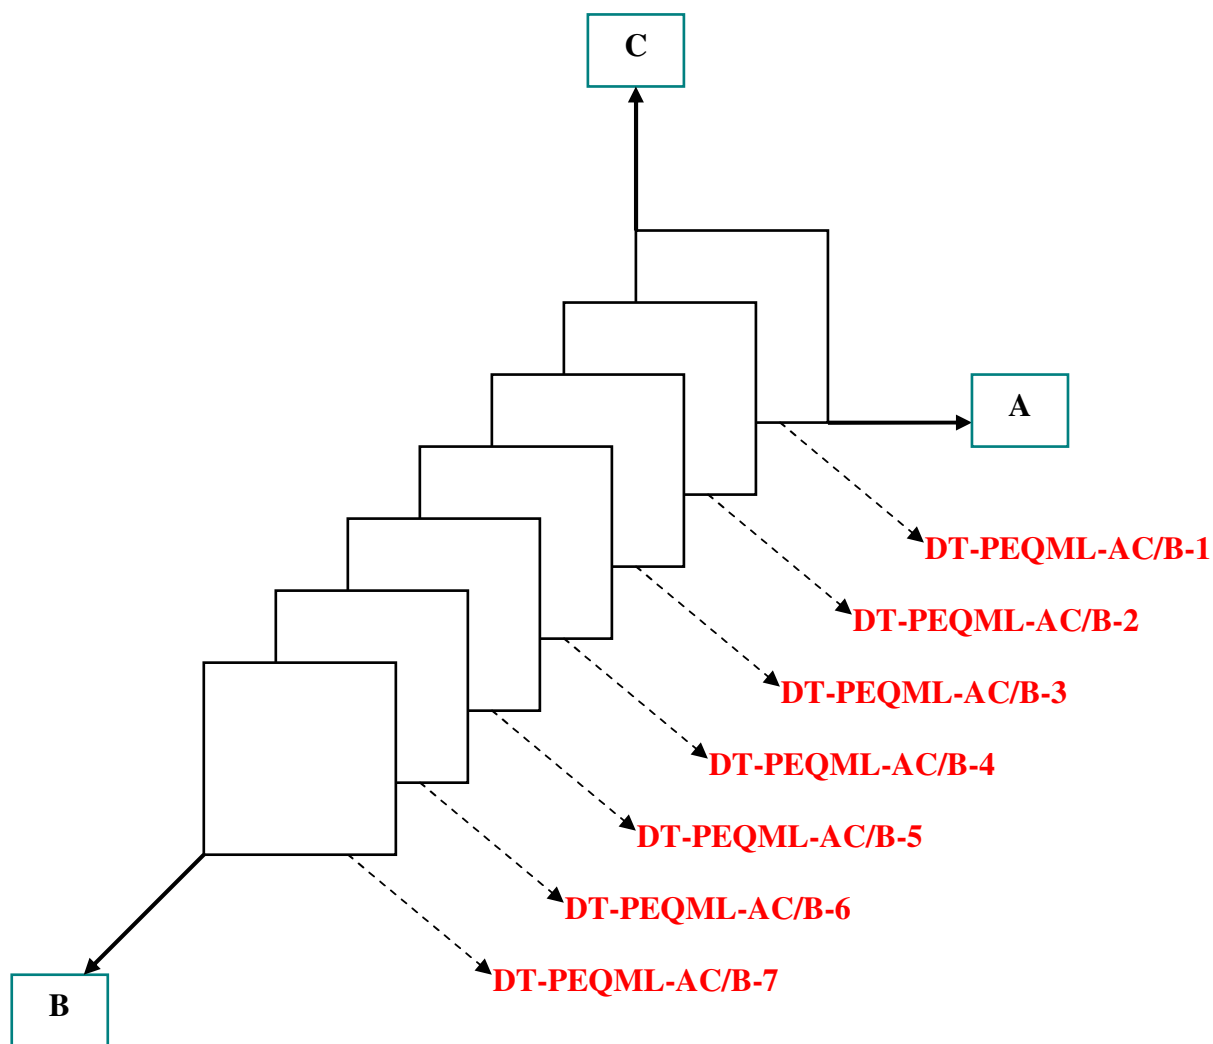 C
A
DT-PEQML-AC/B-1
DT-PEQML-AC/B-2
DT-PEQML-AC/B-3
DT-PEQML-AC/B-4
DT-PEQML-AC/B-5
DT-PEQML-AC/B-6
DT-PEQML-AC/B-7
B